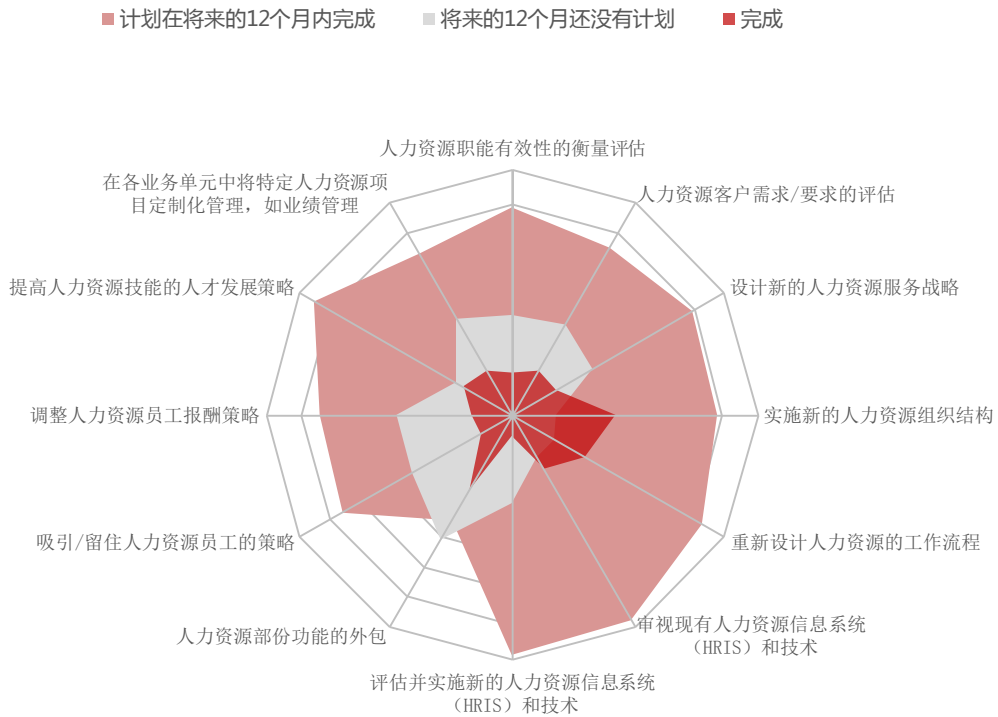 计划在将来的12个月内完成
将来的12个月还没有计划
完成
人力资源职能有效性的衡量评估
人力资源客户需求/要求的评估
设计新的人力资源服务战略
实施新的人力资源组织结构
重新设计人力资源的工作流程
审视现有人力资源信息系统
（HRIS）和技术
评估并实施新的人力资源信息系统
（HRIS）和技术
人力资源部份功能的外包
吸引/留住人力资源员工的策略
调整人力资源员工报酬策略
提高人力资源技能的人才发展策略
在各业务单元中将特定人力资源项
目定制化管理，如业绩管理